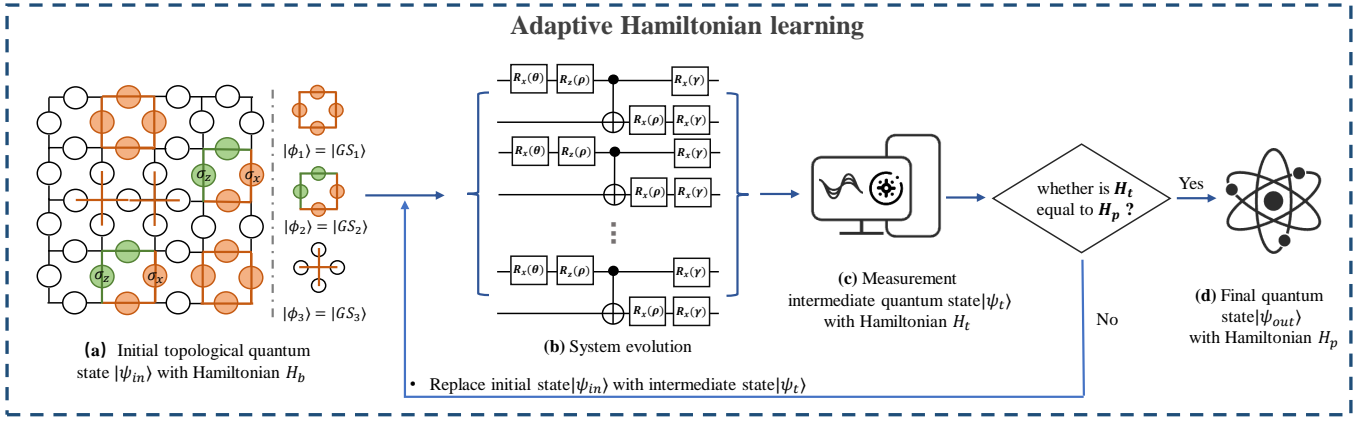 Adaptive Hamiltonian learning
σz
σx
σz
σx
|ϕ1⟩ = |GS1⟩
|ϕ2⟩ = |GS2⟩
|ϕ3⟩ = |GS3⟩
(a) Initial topological quantum
state |ψin⟩ with Hamiltonian Hb
Rx(θ) Rz(ρ) Rx(γ)
Rx(ρ) Rx(γ)
Rx(θ) Rz(ρ) Rx(γ)
Rx(ρ) Rx(γ)
Rx(θ) Rz(ρ) Rx(γ)
Rx(ρ) Rx(γ)
(b) System evolution
(c) Measurement
intermediate quantum state|ψt⟩
with Hamiltonian Ht
whether is Ht
equal to Hp ?
Yes
No
(d) Final quantum
state|ψout⟩
with Hamiltonian Hp
• Replace initial state|ψin⟩ with intermediate state|ψt⟩